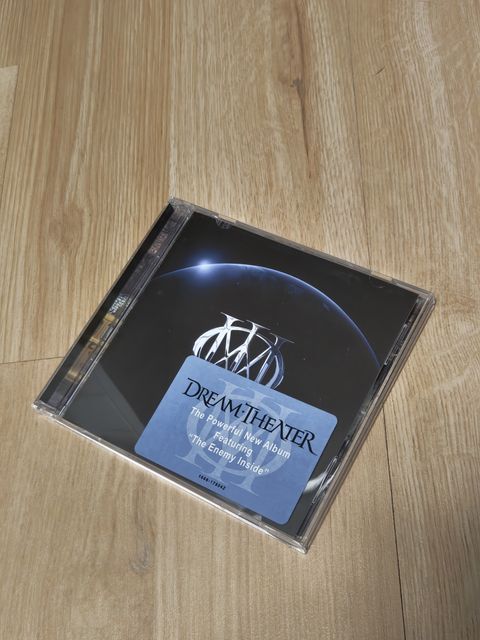 DREAM·THEATER
The Powerful New Album
Featuring
"The Enemy Inside"